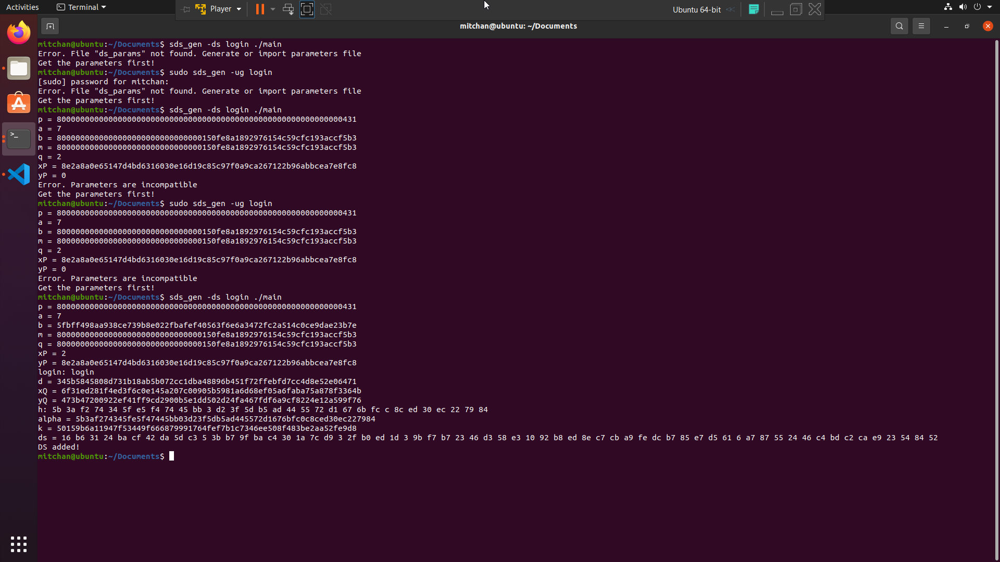 Activities
Terminal
Player
Ubuntu 64-bit
mitchan@ubuntu: ~/Documents
mitchan@ubuntu:~/Documents$ sds_gen -ds login ./main
Error. File "ds_params" not found. Generate or import parameters file
Get the parameters first!
mitchan@ubuntu:~/Documents$ sudo sds_gen -ug login
[sudo] password for mitchan:
Error. File "ds_params" not found. Generate or import parameters file
Get the parameters first!
mitchan@ubuntu:~/Documents$ sds_gen -ds login ./main
p = 8000000000000000000000000000000000000000000000000000000000000431
a = 7
b = 8000000000000000000000000000000150fe8a1892976154c59cfc193accf5b3
m = 8000000000000000000000000000000150fe8a1892976154c59cfc193accf5b3
q = 2
xP = 8e2a8a0e65147d4bd6316030e16d19c85c97f0a9ca267122b96abbcea7e8fc8
yP = 0
Error. Parameters are incompatible
Get the parameters first!
mitchan@ubuntu:~/Documents$ sudo sds_gen -ug login
p = 8000000000000000000000000000000000000000000000000000000000000431
a = 7
b = 8000000000000000000000000000000150fe8a1892976154c59cfc193accf5b3
m = 8000000000000000000000000000000150fe8a1892976154c59cfc193accf5b3
q = 2
xP = 8e2a8a0e65147d4bd6316030e16d19c85c97f0a9ca267122b96abbcea7e8fc8
yP = 0
Error. Parameters are incompatible
Get the parameters first!
mitchan@ubuntu:~/Documents$ sds_gen -ds login ./main
p = 8000000000000000000000000000000000000000000000000000000000000431
a = 7
b = 5fbff498aa938ce739b8e022fbafef40563f6e6a3472fc2a514c0ce9dae23b7e
m = 8000000000000000000000000000000150fe8a1892976154c59cfc193accf5b3
q = 8000000000000000000000000000000150fe8a1892976154c59cfc193accf5b3
xP = 2
yP = 8e2a8a0e65147d4bd6316030e16d19c85c97f0a9ca267122b96abbcea7e8fc8
login: login
d = 345b5845808d731b18ab5b072cc1dba48896b451f72ffebfd7cc4d8e52e06471
xQ = 6f31ed281f4ed3f6c0e145a207c00905b5981a6d68ef05a6faba75a878f3364b
yQ = 473b47200922ef41ff9cd2900b5e1dd502d24fa467fdf6a9cf8224e12a599f76
h: 5b 3a f2 74 34 5f e5 f4 74 45 bb 3 d2 3f 5d b5 ad 44 55 72 d1 67 6b fc c 8c ed 30 ec 22 79 84
alpha = 5b3af274345fe5f47445bb03d23f5db5ad445572d1676bfc0c8ced30ec227984
k = 50159b6a11947f53449f666879991764fef7b1c7346ee508f483be2aa52fe9d8
ds = 16 b6 31 24 ba cf 42 da 5d c3 5 3b b7 9f ba c4 30 1a 7c d9 3 2f b0 ed 1d 3 9b f7 b7 23 46 d3 58 e3 10 92 b8 ed 8e c7 cb a9 fe dc b7 85 e7 d5 61 6 a7 87 55 24 46 c4 bd c2 ca e9 23 54 84 52
DS added!
mitchan@ubuntu:~/Documents$